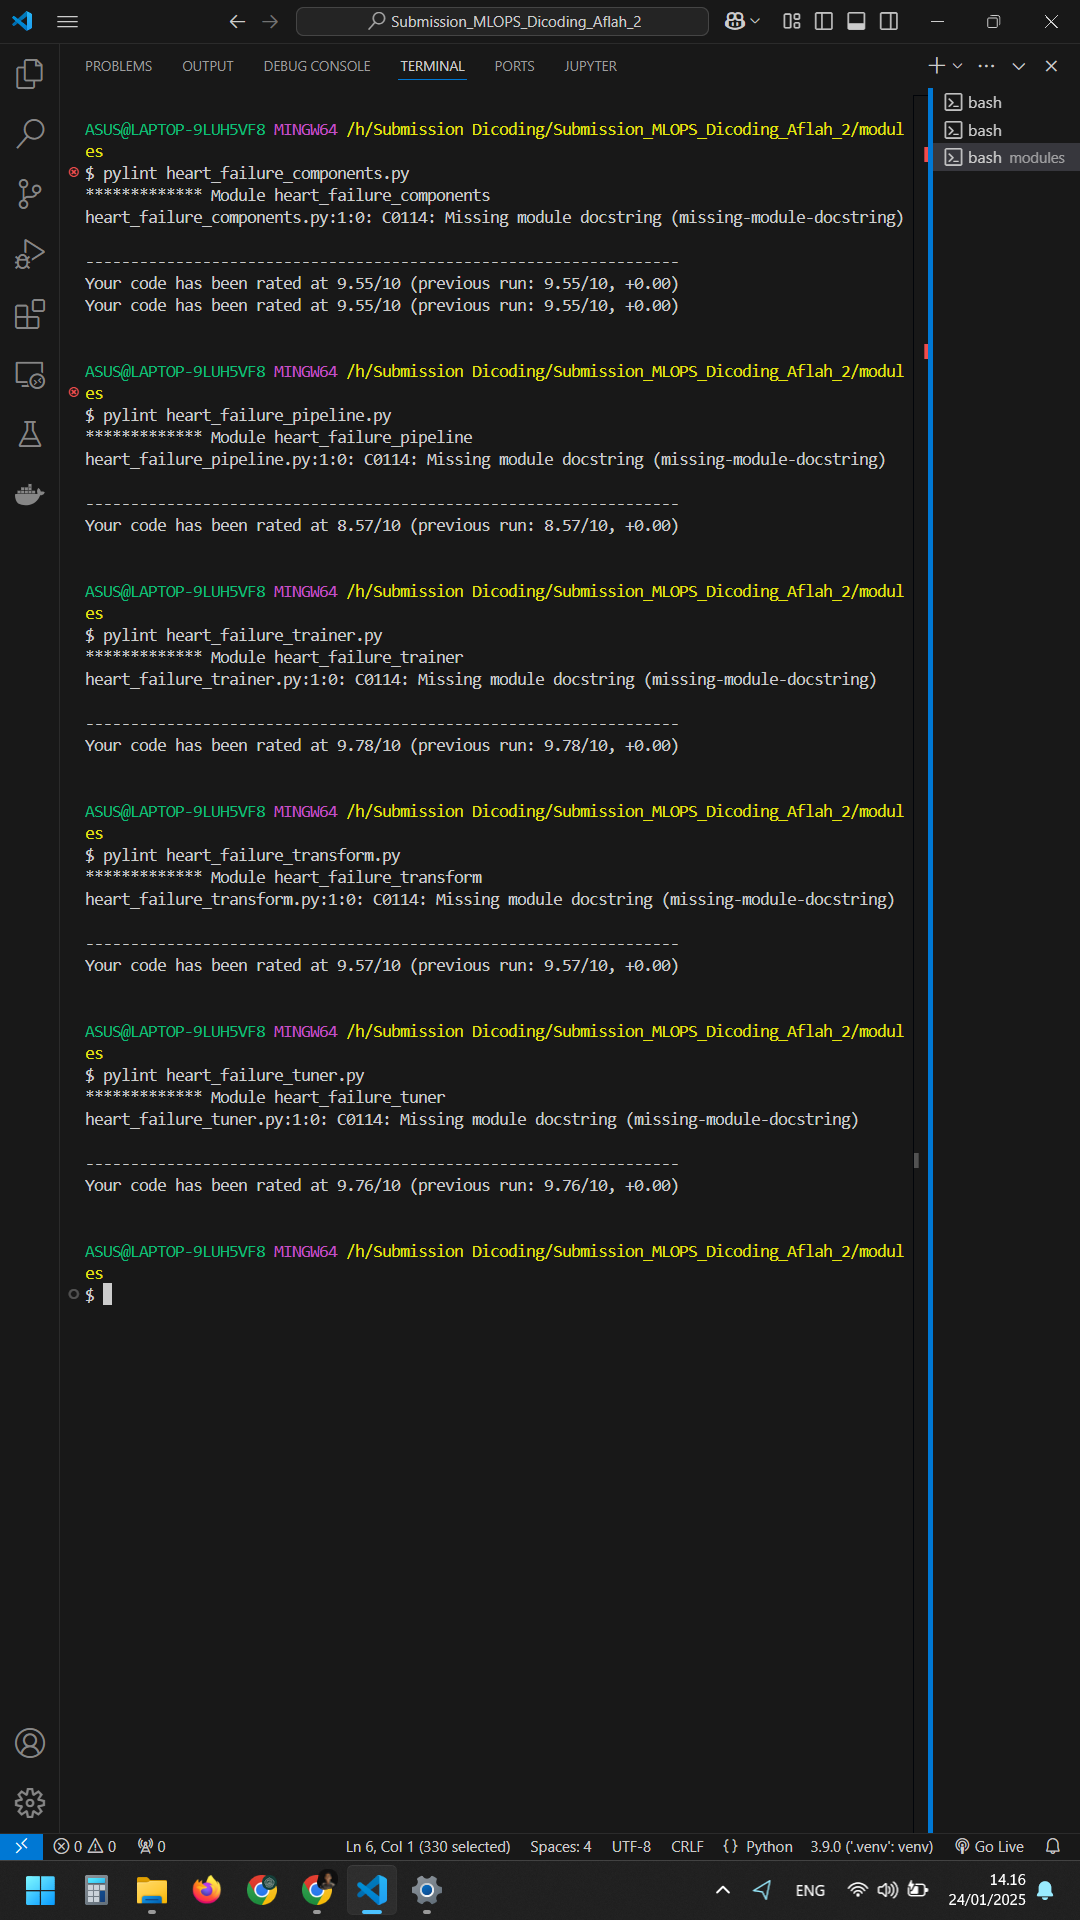 Submission_MLOPS_Dicoding_Aflah_2
PROBLEMS OUTPUT DEBUG CONSOLE TERMINAL PORTS JUPYTER
bash
bash
bash modules
ASUS@LAPTOP-9LUH5VF8 MINGW64 /h/Submission Dicoding/Submission_MLOPS_Dicoding_Aflah_2/modul
es
$ pylint heart_failure_components.py
************* Module heart_failure_components
heart_failure_components.py:1:0: C0114: Missing module docstring (missing-module-docstring)
------------------------------------------------------------------
Your code has been rated at 9.55/10 (previous run: 9.55/10, +0.00)
Your code has been rated at 9.55/10 (previous run: 9.55/10, +0.00)
ASUS@LAPTOP-9LUH5VF8 MINGW64 /h/Submission Dicoding/Submission_MLOPS_Dicoding_Aflah_2/modul
es
$ pylint heart_failure_pipeline.py
************* Module heart_failure_pipeline
heart_failure_pipeline.py:1:0: C0114: Missing module docstring (missing-module-docstring)
------------------------------------------------------------------
Your code has been rated at 8.57/10 (previous run: 8.57/10, +0.00)
ASUS@LAPTOP-9LUH5VF8 MINGW64 /h/Submission Dicoding/Submission_MLOPS_Dicoding_Aflah_2/modul
es
$ pylint heart_failure_trainer.py
************* Module heart_failure_trainer
heart_failure_trainer.py:1:0: C0114: Missing module docstring (missing-module-docstring)
------------------------------------------------------------------
Your code has been rated at 9.78/10 (previous run: 9.78/10, +0.00)
ASUS@LAPTOP-9LUH5VF8 MINGW64 /h/Submission Dicoding/Submission_MLOPS_Dicoding_Aflah_2/modul
es
$ pylint heart_failure_transform.py
************* Module heart_failure_transform
heart_failure_transform.py:1:0: C0114: Missing module docstring (missing-module-docstring)
------------------------------------------------------------------
Your code has been rated at 9.57/10 (previous run: 9.57/10, +0.00)
ASUS@LAPTOP-9LUH5VF8 MINGW64 /h/Submission Dicoding/Submission_MLOPS_Dicoding_Aflah_2/modul
es
$ pylint heart_failure_tuner.py
************* Module heart_failure_tuner
heart_failure_tuner.py:1:0: C0114: Missing module docstring (missing-module-docstring)
------------------------------------------------------------------
Your code has been rated at 9.76/10 (previous run: 9.76/10, +0.00)
ASUS@LAPTOP-9LUH5VF8 MINGW64 /h/Submission Dicoding/Submission_MLOPS_Dicoding_Aflah_2/modul
es
$
0 0 0 Ln 6, Col 1 (330 selected) Spaces: 4 UTF-8 CRLF {} Python 3.9.0 ('.venv': venv) Go Live
ENG 14.16
24/01/2025